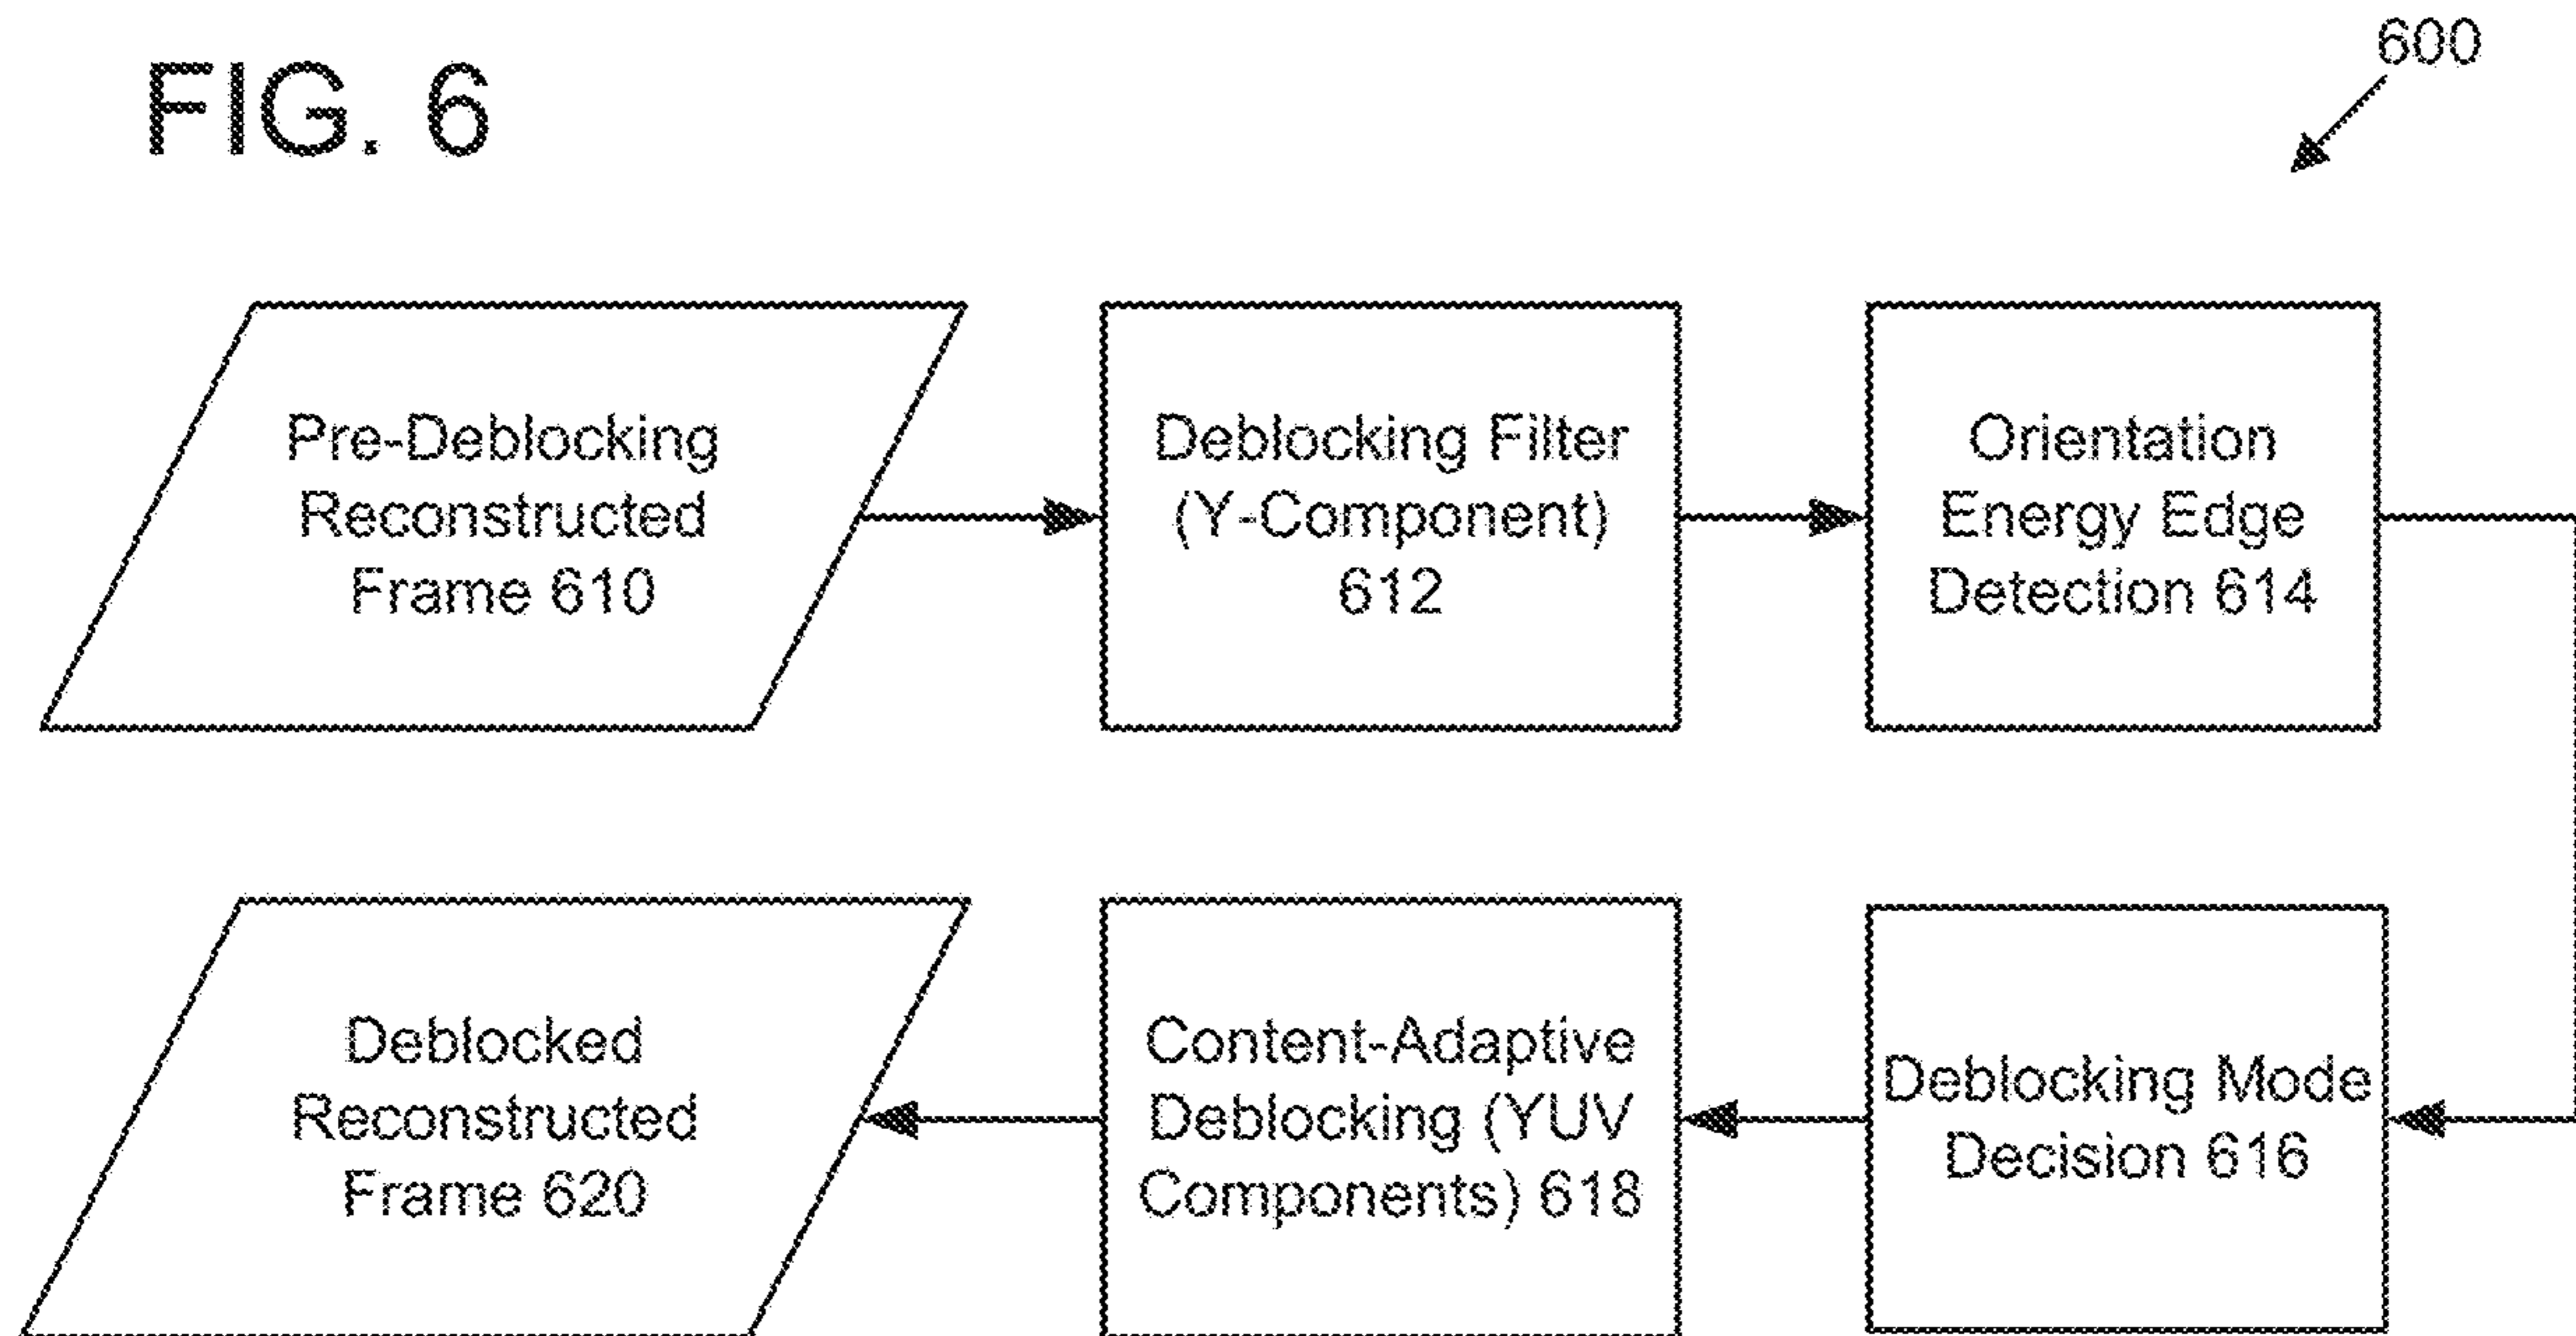 FIG. 6
600
Pre-Deblocking
Reconstructed
Frame 610
Deblocking Filter
(Y-Component)
612
Orientation
Energy Edge
Detection 614
Deblocked
Reconstructed
Frame 620
Content-Adaptive
Deblocking (YUV
Components) 618
Deblocking Mode
Decision 616